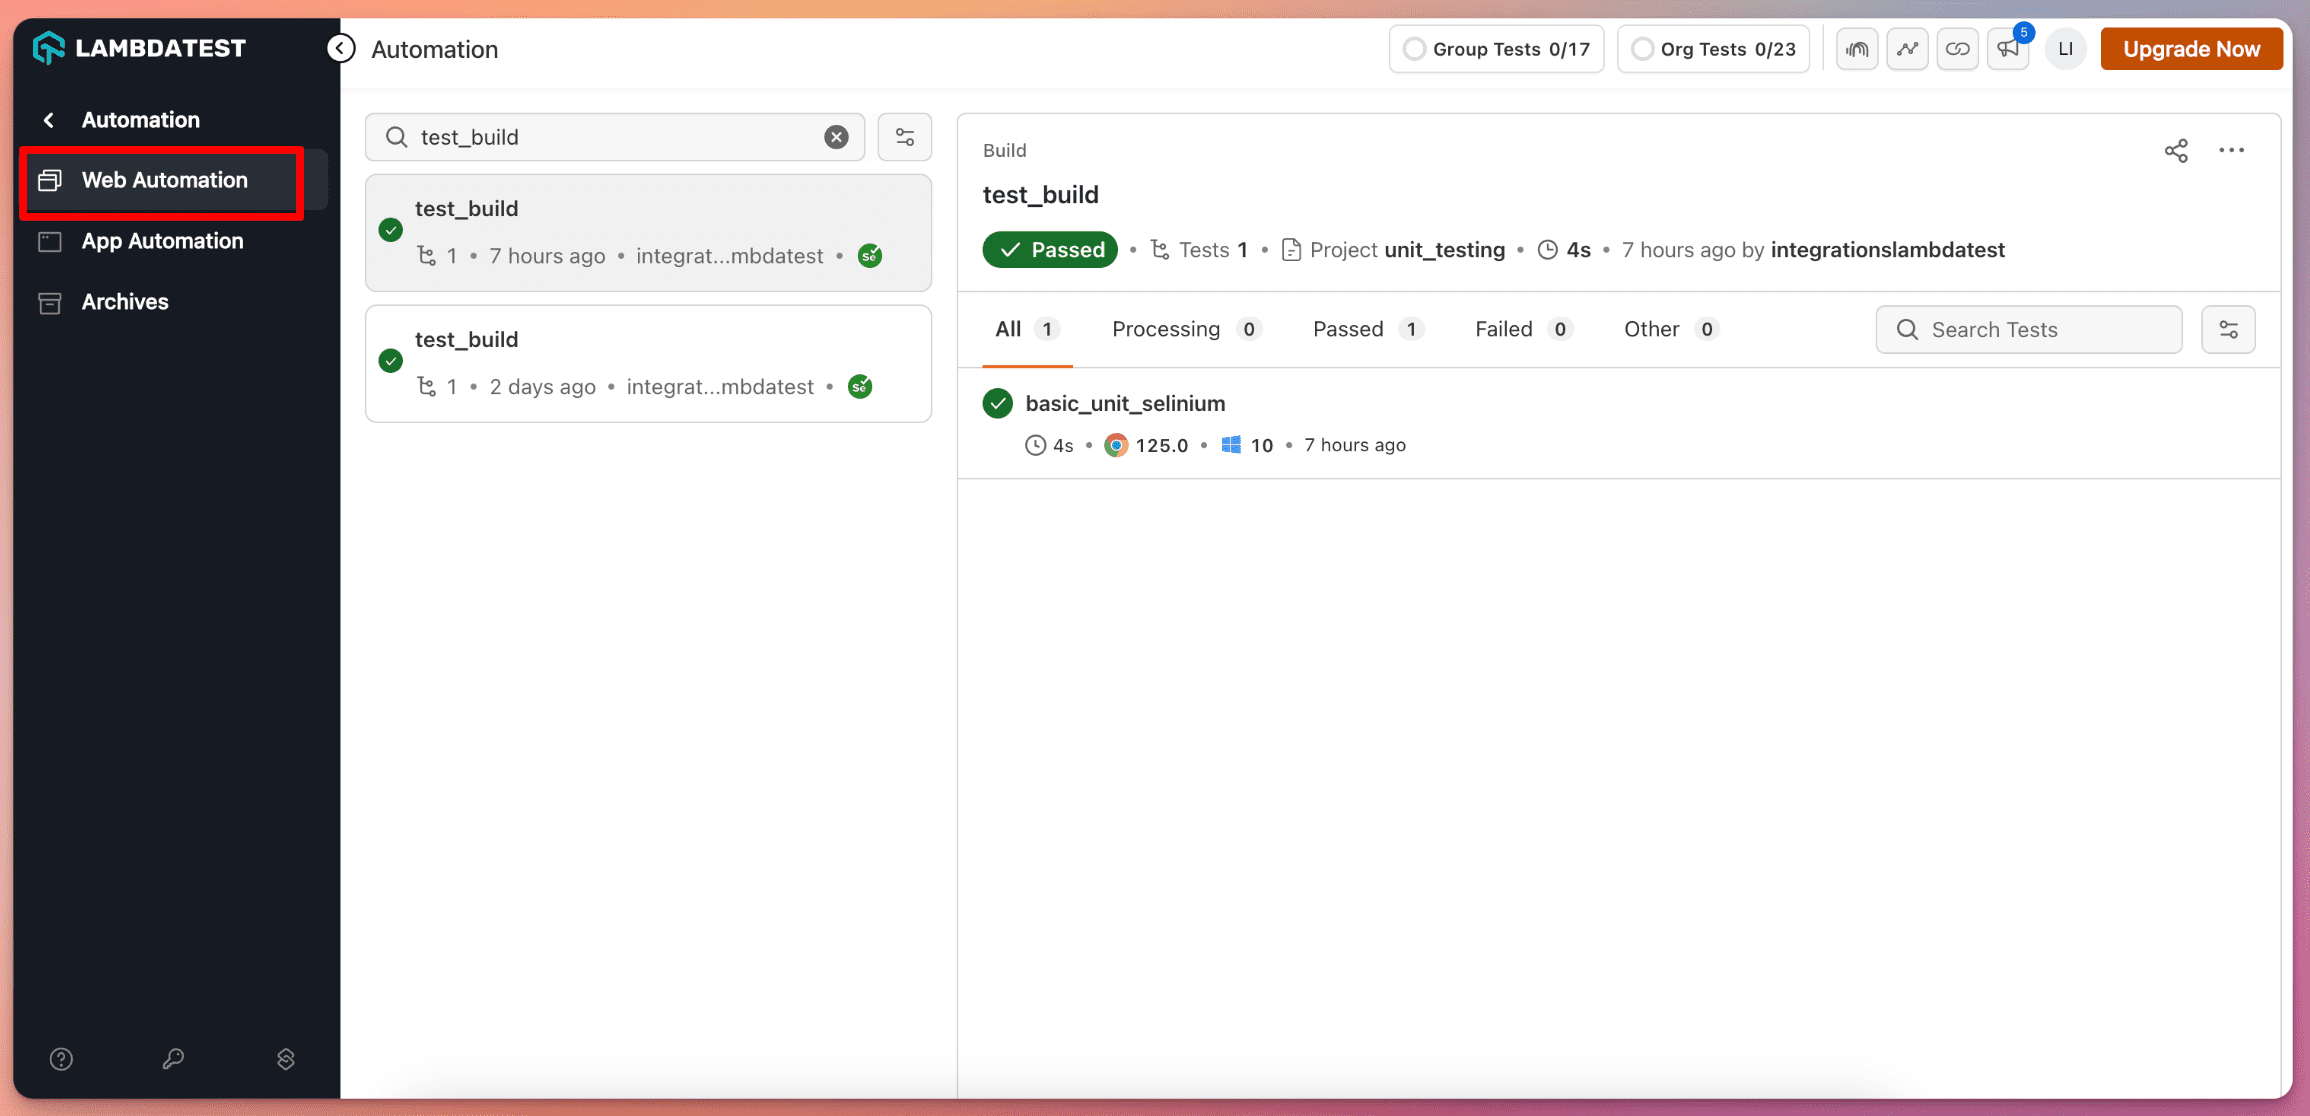 LAMBDATEST
Automation
Web Automation
App Automation
Archives
Automation
Group Tests 0/17
Org Tests 0/23
5
LI
Upgrade Now
test_build
test_build
1 • 7 hours ago • integrat...mbdatest • Se
test_build
1 • 2 days ago • integrat...mbdatest • Se
Build
test_build
Passed • Tests 1 • Project unit_testing • 4s • 7 hours ago by integrationslambdatest
All 1 Processing 0 Passed 1 Failed 0 Other 0 Search Tests
basic_unit_selinium
4s • 125.0 • 10 • 7 hours ago